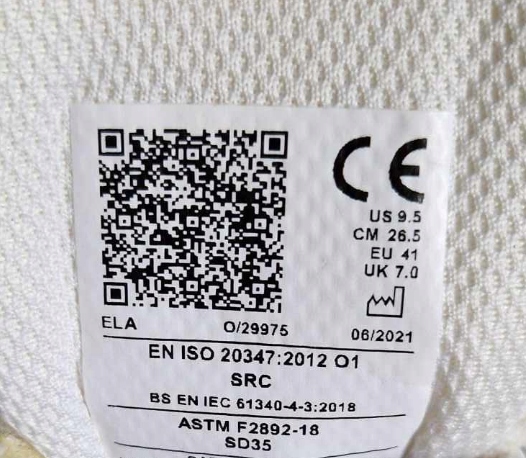 CE
US 9.5
CM 26.5
EU 41
UK 7.0
ELA O/29975 06/2021
EN ISO 20347:2012 O1
SRC
BS EN IEC 61340-4-3:2018
ASTM F2892-18
SD35